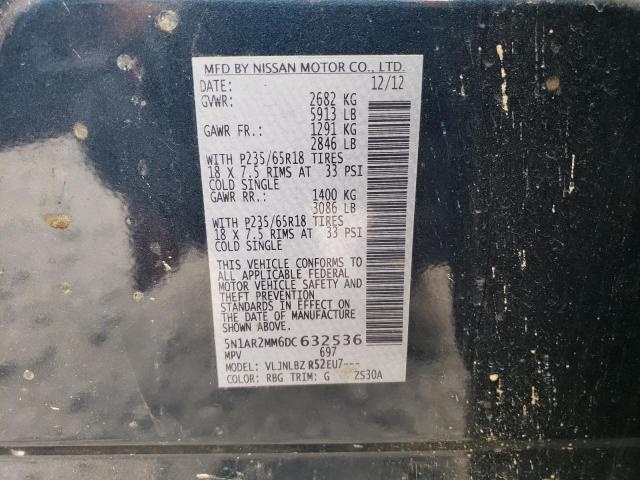 MFD BY NISSAN MOTOR CO., LTD.
DATE: 12/12
GVWR: 2682 KG
5913 LB
GAWR FR.: 1291 KG
2846 LB
WITH P235/65R18 TIRES
18 X 7.5 RIMS AT 33 PSI
COLD SINGLE
GAWR RR.: 1400 KG
3086 LB
WITH P235/65R18 TIRES
18 X 7.5 RIMS AT 33 PSI
COLD SINGLE
THIS VEHICLE CONFORMS TO
ALL APPLICABLE FEDERAL
MOTOR VEHICLE SAFETY AND
THEFT PREVENTION
STANDARDS IN EFFECT ON
THE DATE OF MANUFACTURE
SHOWN ABOVE.
5N1AR2MM6DC632536
MPV 697
MODEL: VLJNLBZ R52EU7---
COLOR: RBG TRIM: G ZS30A